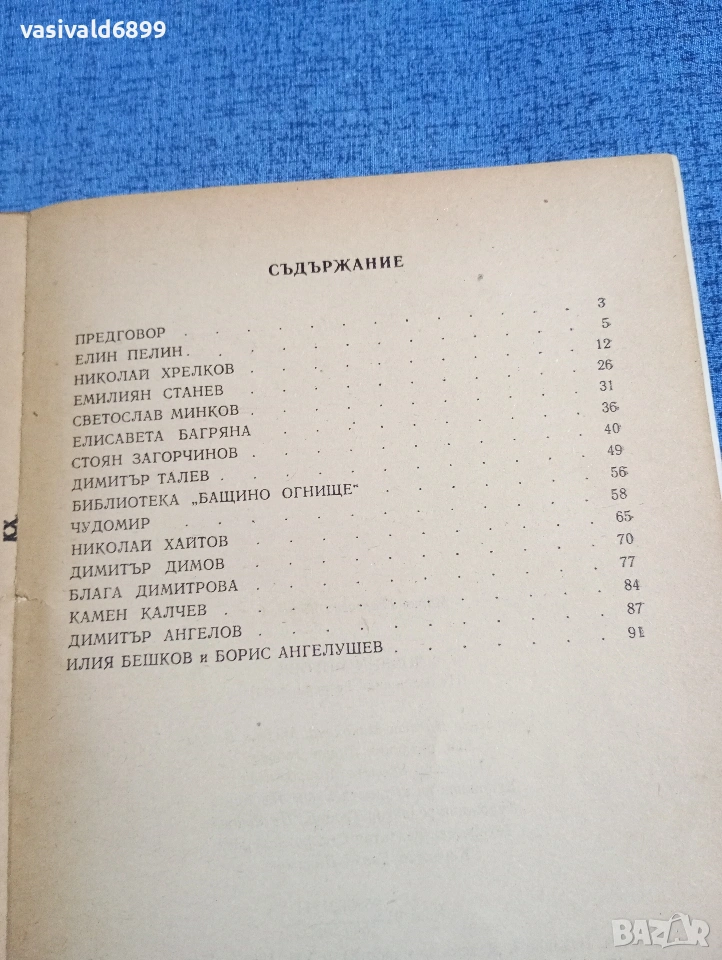 vasivald6899
СЪДЪРЖАНИЕ
ПРЕДГОВОР . . . . . . . . . . 3
ЕЛИН ПЕЛИН . . . . . . . . . . 5
НИКОЛАЙ ХРЕЛКОВ . . . . . . . . . . 12
ЕМИЛИЯН СТАНЕВ . . . . . . . . . . 26
СВЕТОСЛАВ МИНКОВ . . . . . . . . . . 31
ЕЛИСАВЕТА БАГРЯНА . . . . . . . . . . 36
СТОЯН ЗАГОРЧИНОВ . . . . . . . . . . 40
ДИМИТЪР ТАЛЕВ . . . . . . . . . . 49
БИБЛИОТЕКА „БАЩИНО ОГНИЩЕ“ . . . . . . 56
ЧУДОМИР . . . . . . . . . . 58
НИКОЛАЙ ХАЙТОВ . . . . . . . . . . 65
ДИМИТЪР ДИМОВ . . . . . . . . . . 70
БЛАГА ДИМИТРОВА . . . . . . . . . . 77
КАМЕН КАЛЧЕВ . . . . . . . . . . 84
ДИМИТЪР АНГЕЛОВ . . . . . . . . . . 87
ИЛИЯ БЕШКОВ и БОРИС АНГЕЛУШЕВ . . . . . . 91
BAZAR